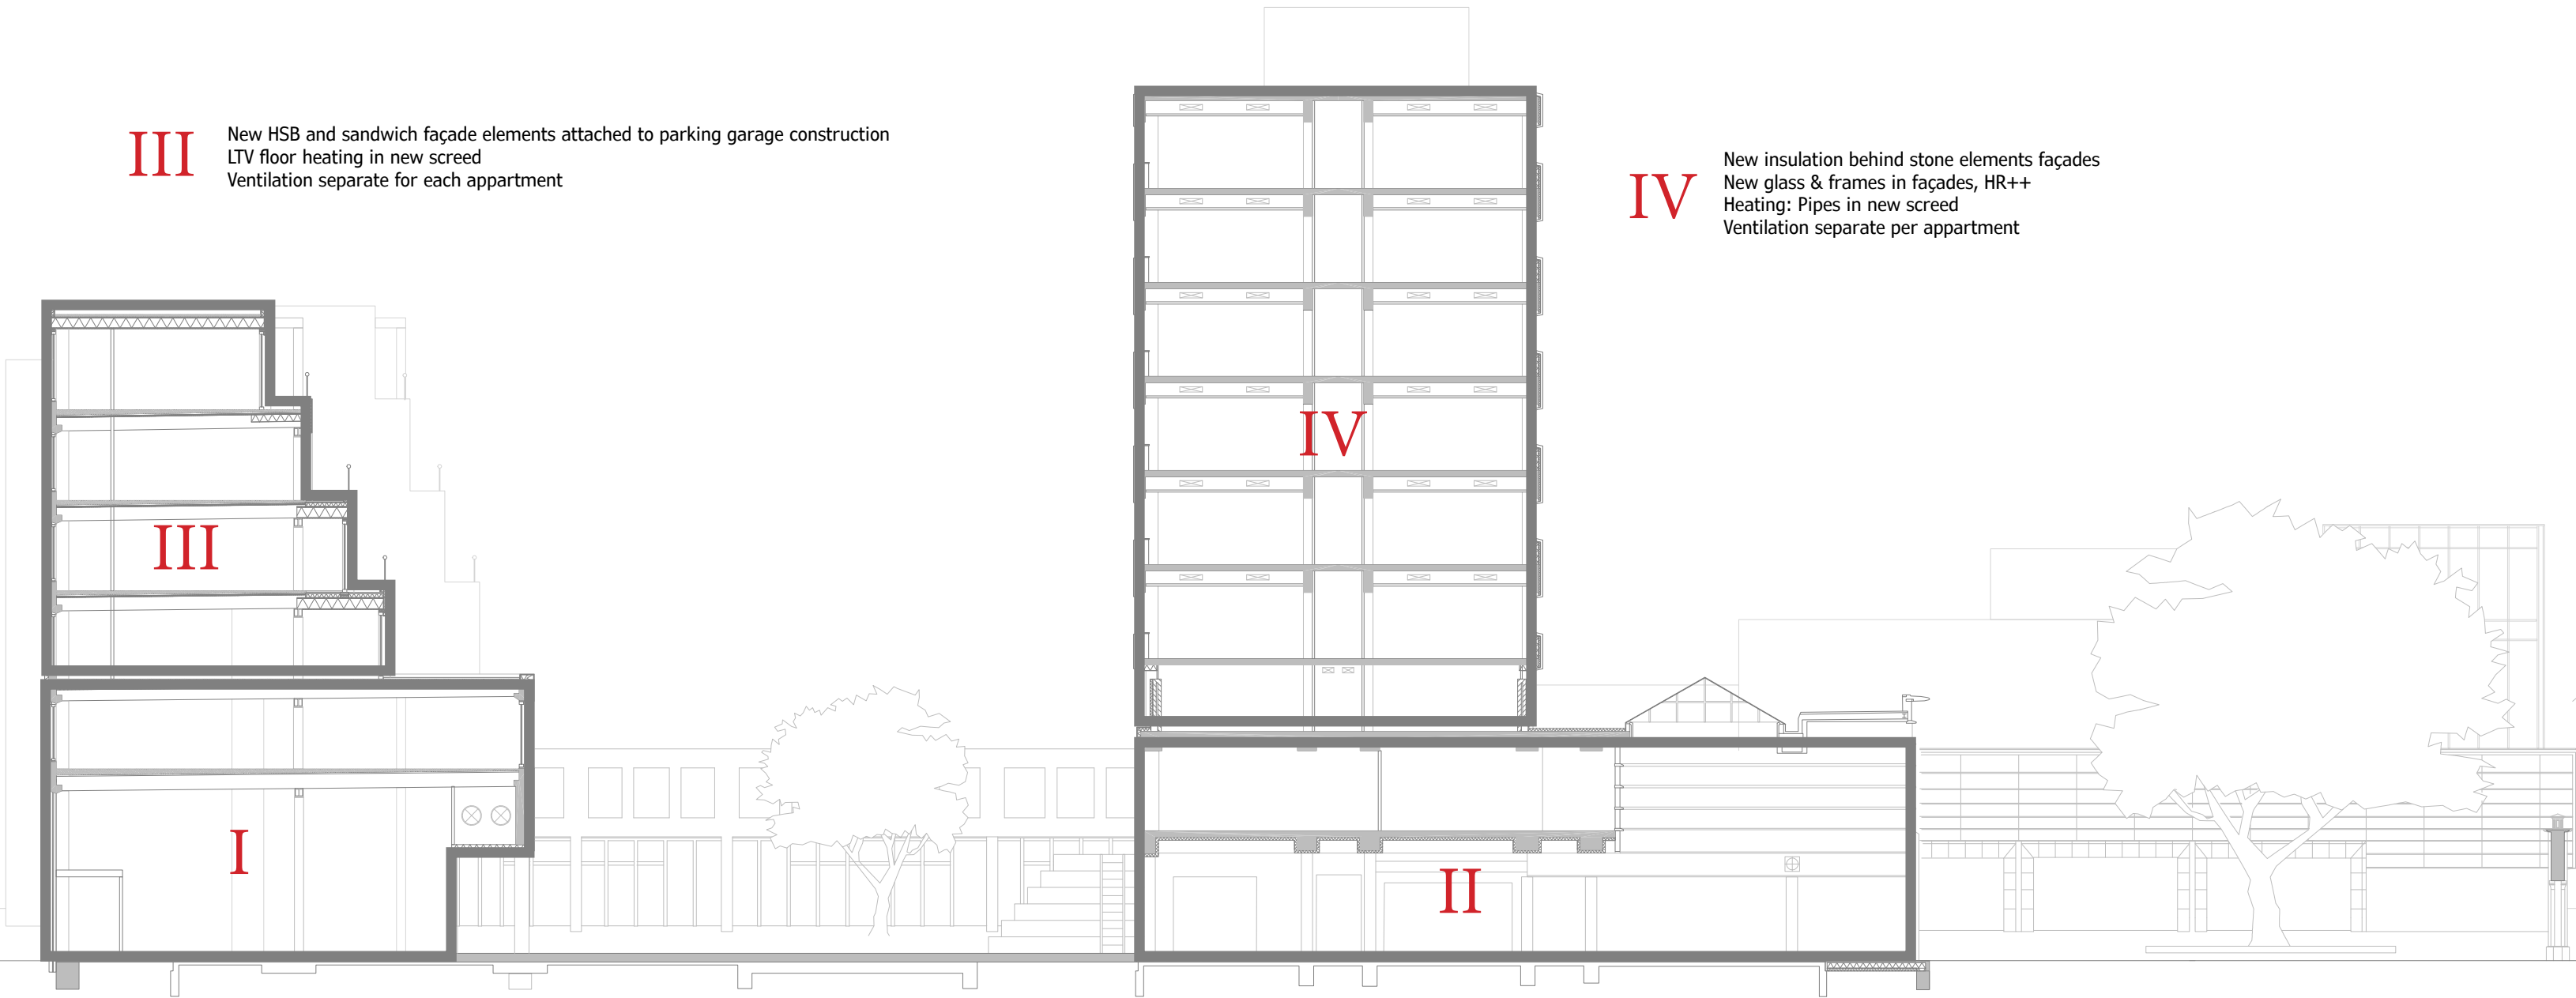 III
New HSB and sandwich façade elements attached to parking garage construction
LTV floor heating in new screed
Ventilation separate for each appartment
IV
New insulation behind stone elements façades
New glass & frames in façades, HR++
Heating: Pipes in new screed
Ventilation separate per appartment
IV
III
I
II